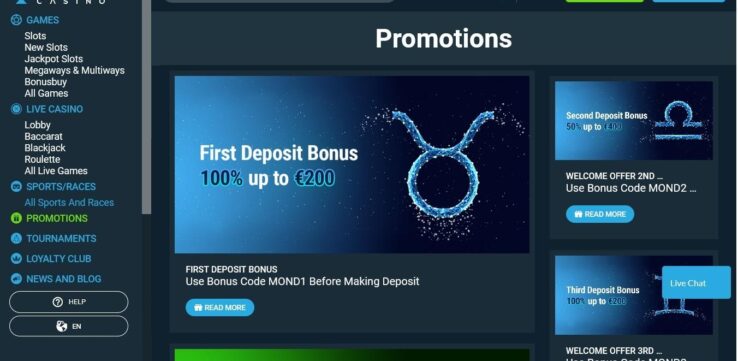 CASINO
GAMES
Slots
New Slots
Jackpot Slots
Megaways & Multiways
Bonusbuy
All Games
LIVE CASINO
Lobby
Baccarat
Blackjack
Roulette
All Live Games
SPORTS/RACES
All Sports And Races
PROMOTIONS
TOURNAMENTS
LOYALTY CLUB
NEWS AND BLOG
HELP
EN
Promotions
First Deposit Bonus
100% up to €200
FIRST DEPOSIT BONUS
Use Bonus Code MOND1 Before Making Deposit
READ MORE
Second Deposit Bonus
50% up to €400
WELCOME OFFER 2ND ...
Use Bonus Code MOND2 ...
READ MORE
Third Deposit Bonus
100% up to €200
Live Chat
WELCOME OFFER 3RD ...